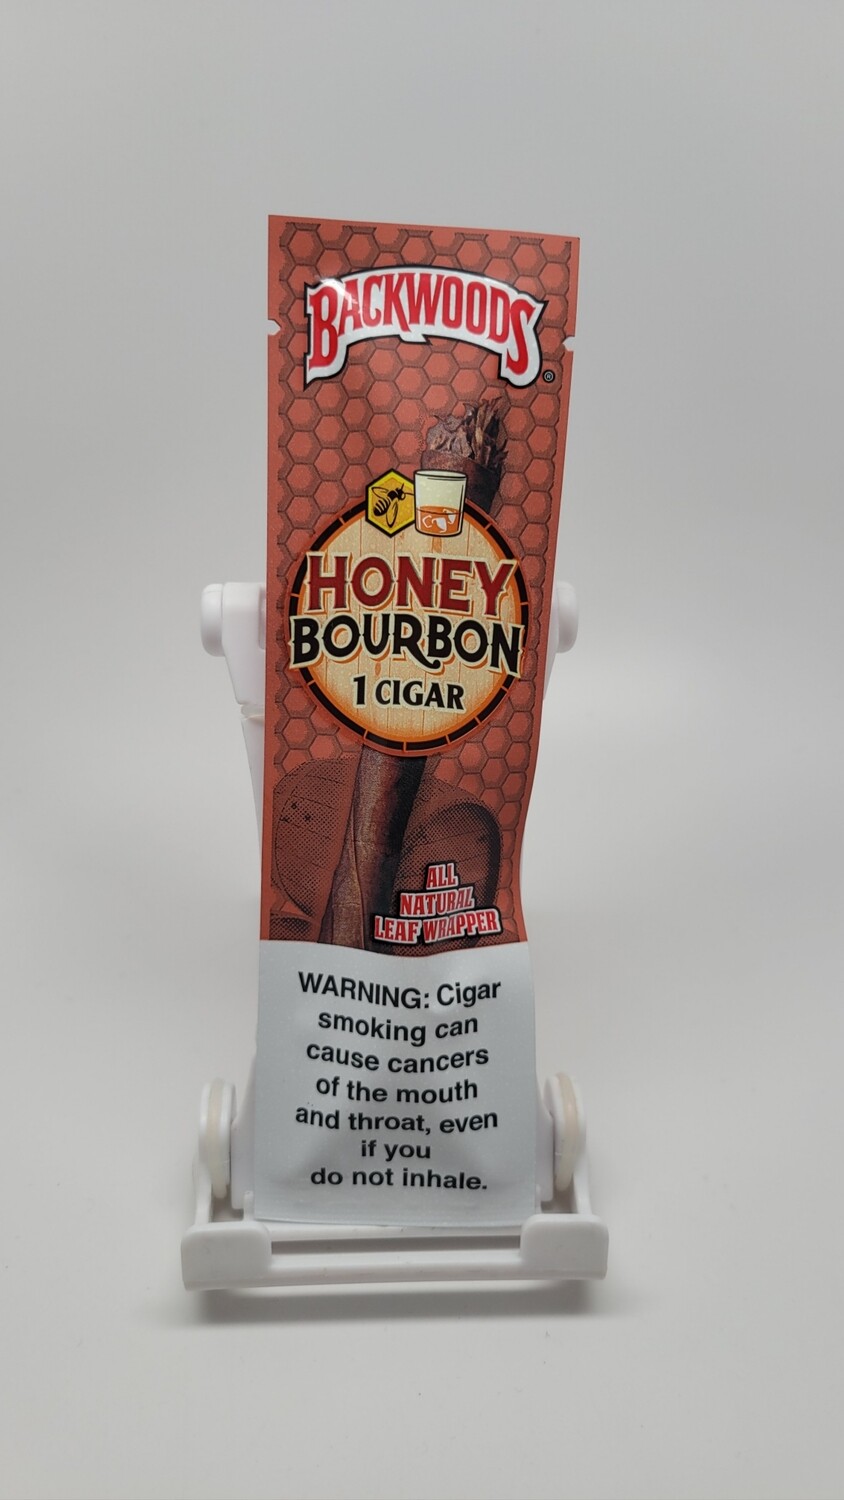 BACKWOODS®
HONEY
BOURBON
1 CIGAR
ALL
NATURAL
LEAF WRAPPER
WARNING: Cigar
smoking can
cause cancers
of the mouth
and throat, even
if you
do not inhale.